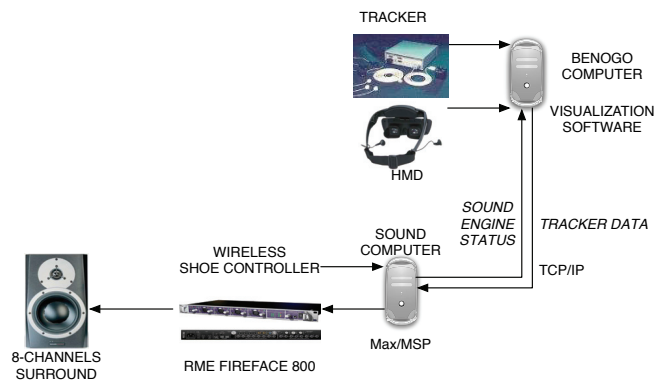 TRACKER
BENOGO
COMPUTER
VISUALIZATION
SOFTWARE
HMD
SOUND
ENGINE
STATUS
TRACKER DATA
SOUND
COMPUTER
WIRELESS
SHOE CONTROLLER
TCP/IP
Max/MSP
8-CHANNELS
SURROUND
RME FIREFACE 800